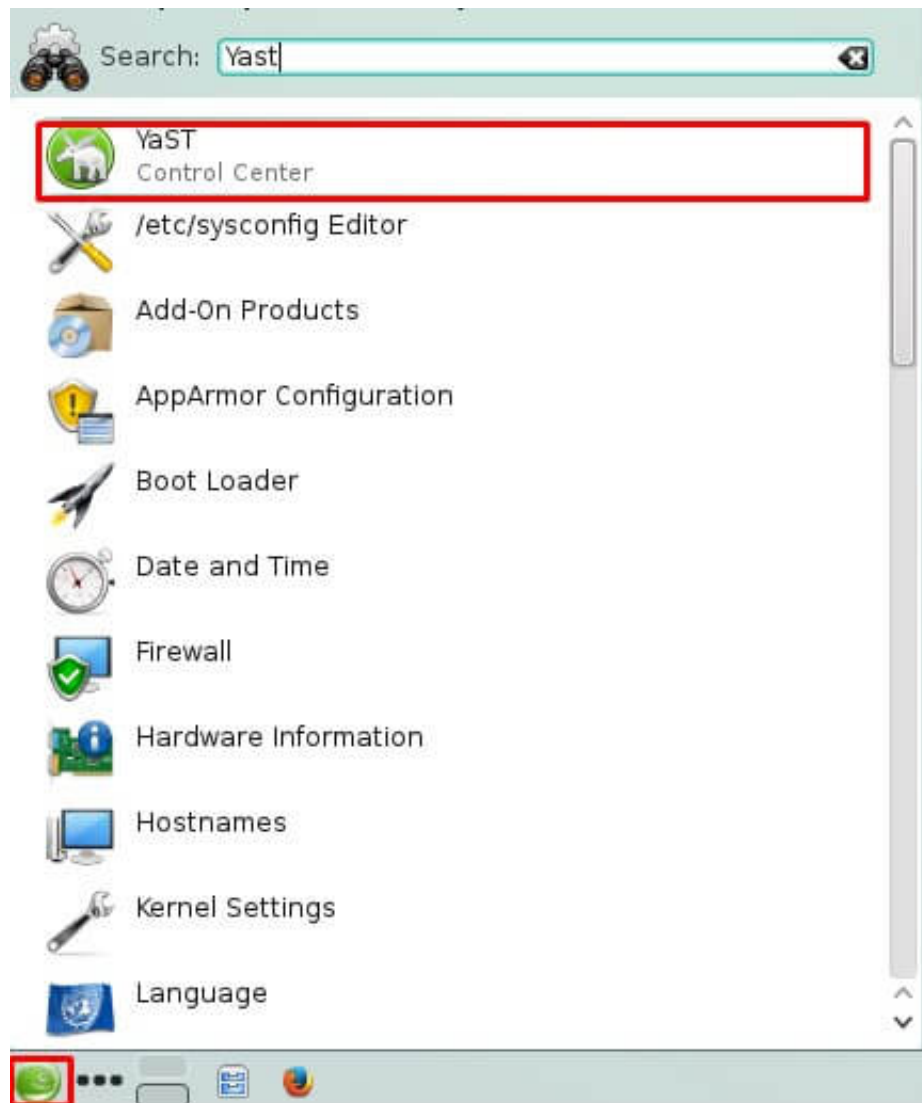 Search: Yast
YaST
Control Center
/etc/sysconfig Editor
Add-On Products
AppArmor Configuration
Boot Loader
Date and Time
Firewall
Hardware Information
Hostnames
Kernel Settings
Language